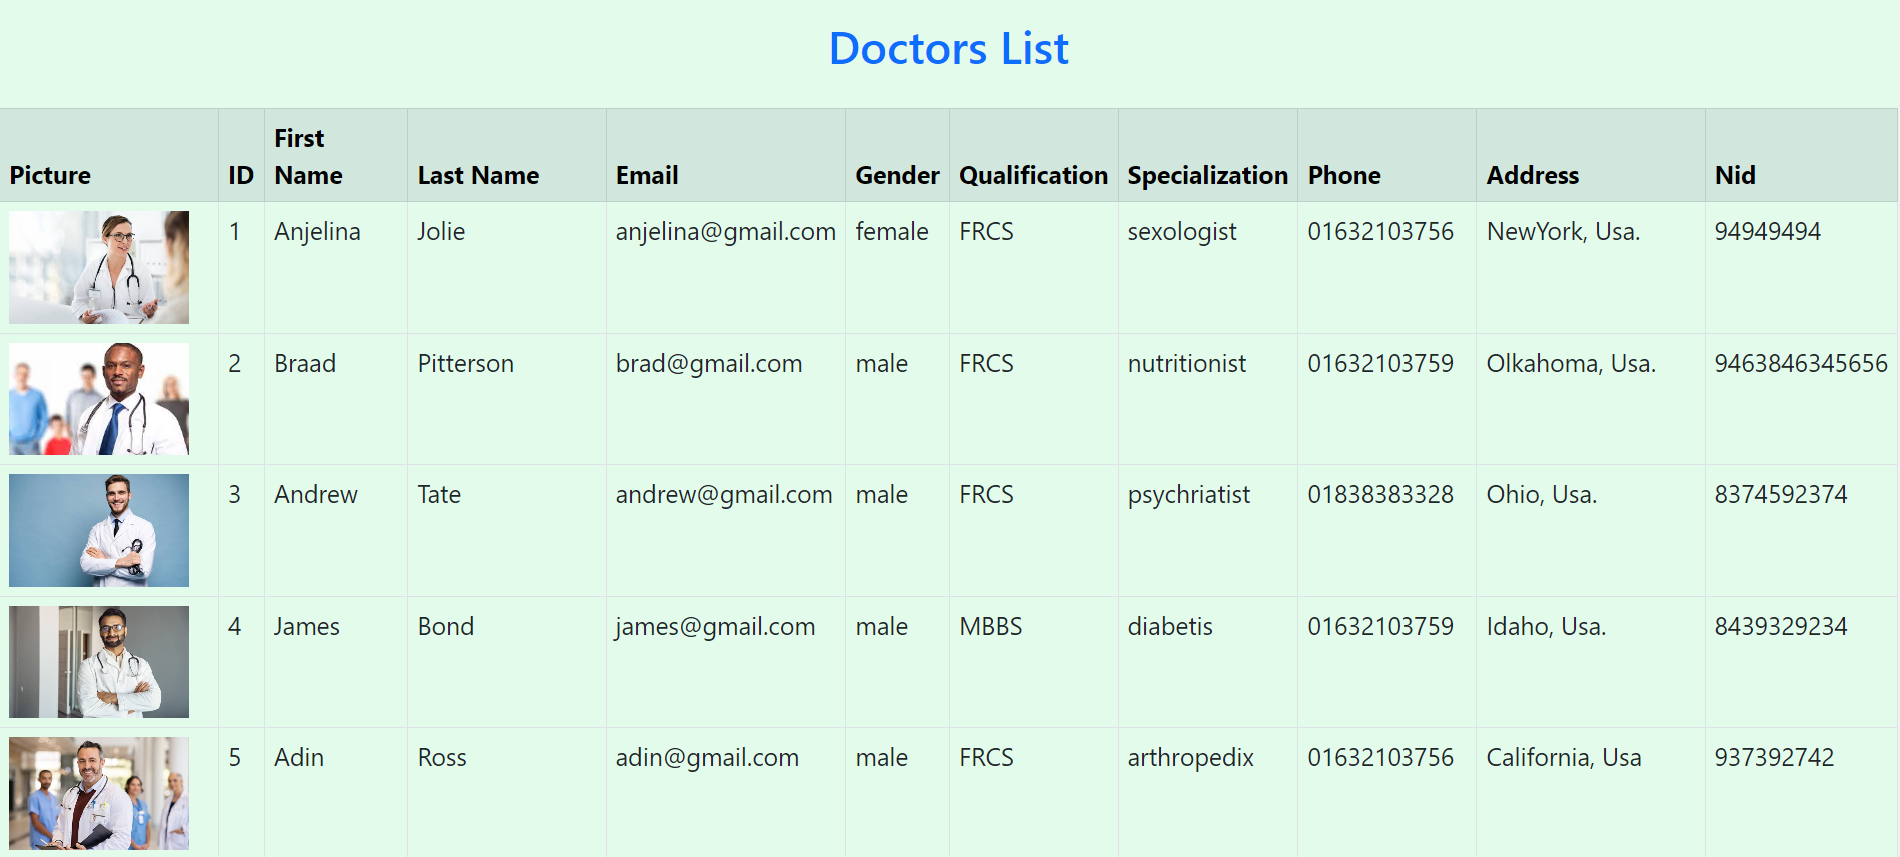 Doctors List
Picture ID First Name Last Name Email Gender Qualification Specialization Phone Address Nid
1 Anjelina Jolie anjelina@gmail.com female FRCS sexologist 01632103756 NewYork, Usa. 94949494
2 Braad Pitterson brad@gmail.com male FRCS nutritionist 01632103759 Olkahoma, Usa. 9463846345656
3 Andrew Tate andrew@gmail.com male FRCS psychriatist 01838383328 Ohio, Usa. 8374592374
4 James Bond james@gmail.com male MBBS diabetis 01632103759 Idaho, Usa. 8439329234
5 Adin Ross adin@gmail.com male FRCS arthropedix 01632103756 California, Usa 937392742